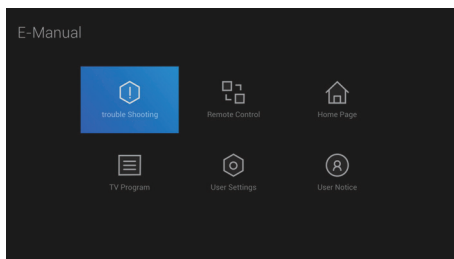 E-Manual
trouble Shooting
Remote Control
Home Page
TV Program
User Settings
User Notice